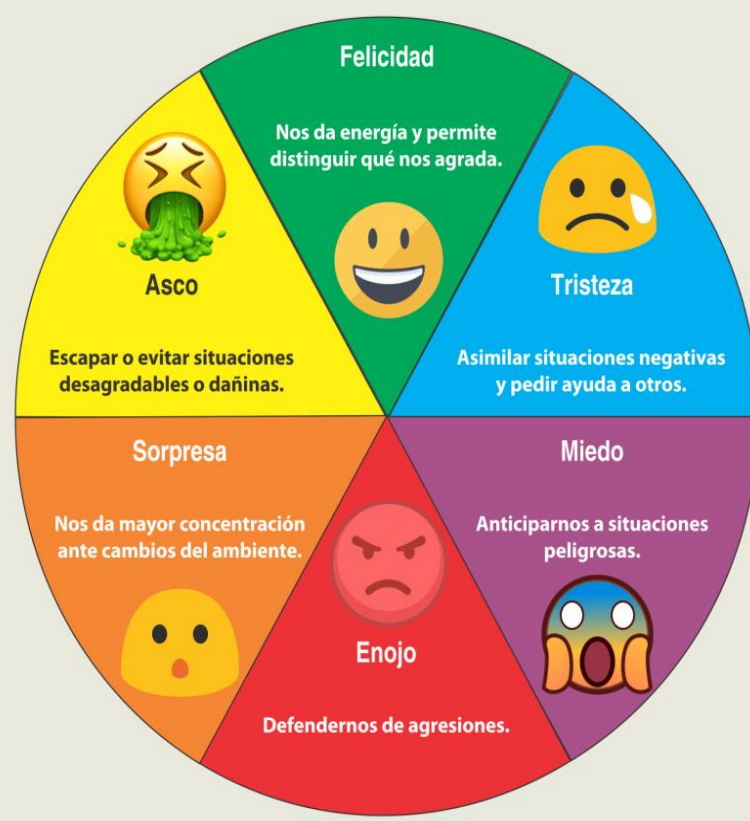 Felicidad
Nos da energía y permite
distinguir qué nos agrada.
Tristeza
Asimilar situaciones negativas
y pedir ayuda a otros.
Miedo
Anticiparnos a situaciones
peligrosas.
Enojo
Defendernos de agresiones.
Sorpresa
Nos da mayor concentración
ante cambios del ambiente.
Asco
Escapar o evitar situaciones
desagradables o dañinas.